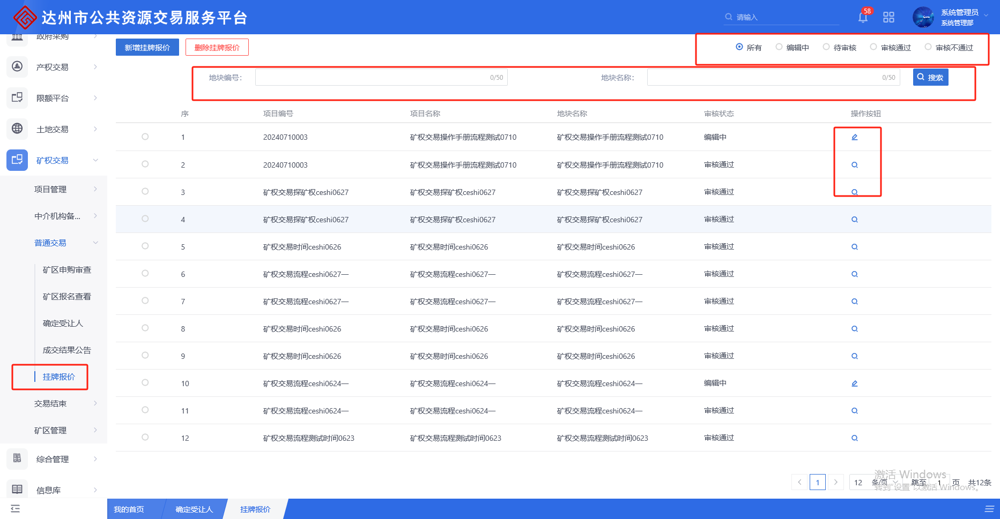 达州市公共资源交易服务平台
请输入
58
系统管理员
系统管理部
政府采购
产权交易
限额平台
土地交易
矿权交易
项目管理
中介机构备...
普通交易
矿区申购审查
矿区报名查看
确定受让人
成交结果公告
挂牌报价
交易结束
矿区管理
综合管理
信息库
新增挂牌报价 删除挂牌报价
所有 编辑中 待审核 审核通过 审核不通过
地块编号： 0/50 地块名称： 0/50 搜索
序 项目编号 项目名称 地块名称 审核状态 操作按钮
1 20240710003 矿权交易操作手册流程测试0710 矿权交易操作手册流程测试0710 编辑中
2 20240710003 矿权交易操作手册流程测试0710 矿权交易操作手册流程测试0710 审核通过
3 矿权交易探矿权ceshi0627 矿权交易探矿权ceshi0627 矿权交易探矿权ceshi0627 审核通过
4 矿权交易探矿权ceshi0627 矿权交易探矿权ceshi0627 矿权交易探矿权ceshi0627 审核通过
5 矿权交易时间ceshi0626 矿权交易时间ceshi0626 矿权交易时间ceshi0626 审核通过
6 矿权交易流程ceshi0627— 矿权交易流程ceshi0627— 矿权交易流程ceshi0627— 审核通过
7 矿权交易流程ceshi0627— 矿权交易流程ceshi0627— 矿权交易流程ceshi0627— 审核通过
8 矿权交易时间ceshi0626 矿权交易时间ceshi0626 矿权交易时间ceshi0626 审核通过
9 矿权交易时间ceshi0626 矿权交易时间ceshi0626 矿权交易时间ceshi0626 审核通过
10 矿权交易流程ceshi0624— 矿权交易流程ceshi0624— 矿权交易流程ceshi0624— 编辑中
11 矿权交易流程ceshi0624— 矿权交易流程ceshi0624— 矿权交易流程ceshi0624— 审核通过
12 矿权交易流程测试时间0623 矿权交易流程测试时间0623 矿权交易流程测试时间0623 审核通过
1 12 条/页 跳至 1 页 共12条
激活 Windows
转到"设置"以激活 Windows。
我的首页 确定受让人 挂牌报价